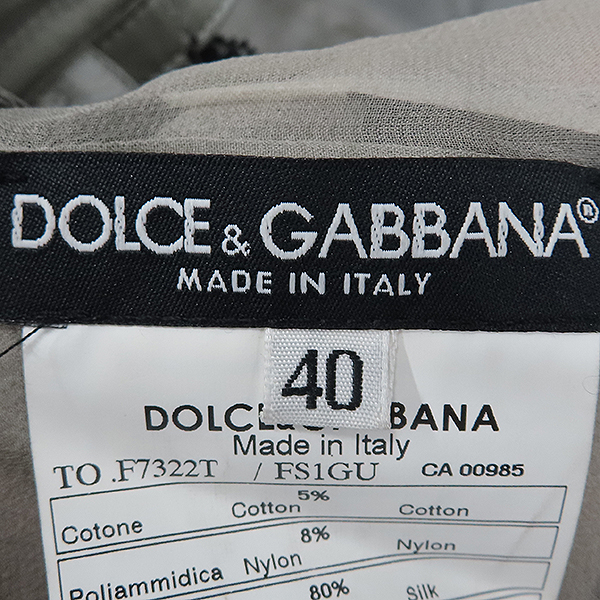 DOLCE & GABBANA®
MADE IN ITALY
40
DOLCE&G BBANA
Made in Italy
TO .F7322T / FS1GU CA 00985
5%
Cotone Cotton Cotton
8%
Poliammidica Nylon Nylon
80% Silk